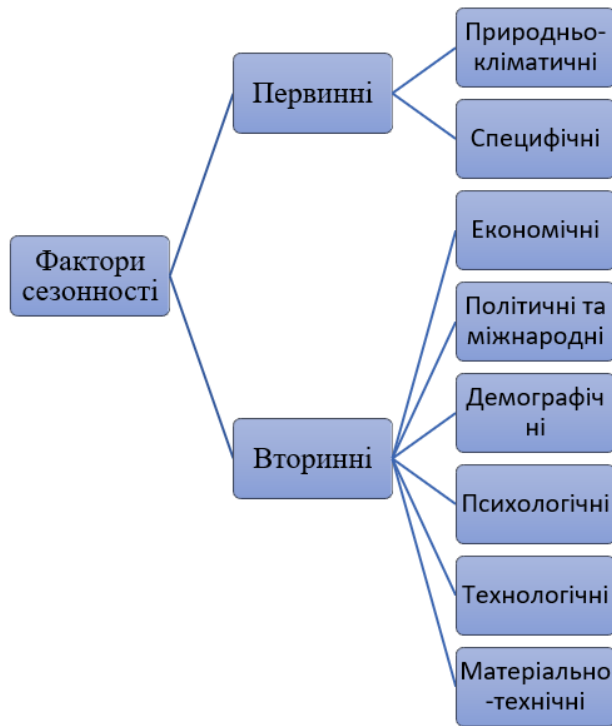 Фактори
сезонності
Первинні
Природньо-
кліматичні
Специфічні
Вторинні
Економічні
Політичні та
міжнародні
Демографіч
ні
Психологічні
Технологічні
Матеріально
-технічні